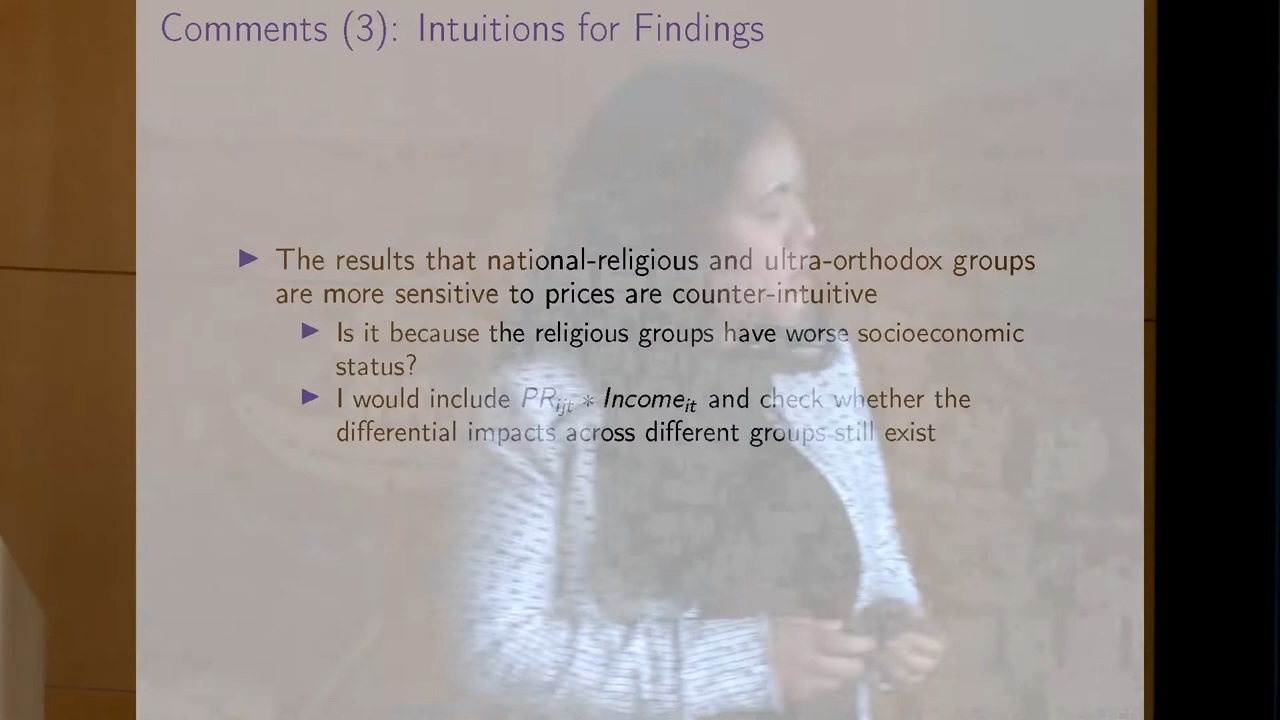 Comments (3): Intuitions for Findings
The results that national-religious and ultra-orthodox groups
are more sensitive to prices are counter-intuitive
Is it because the religious groups have worse socioeconomic
status?
I would include PR_ijt * Income_it and check whether the
differential impacts across different groups still exist